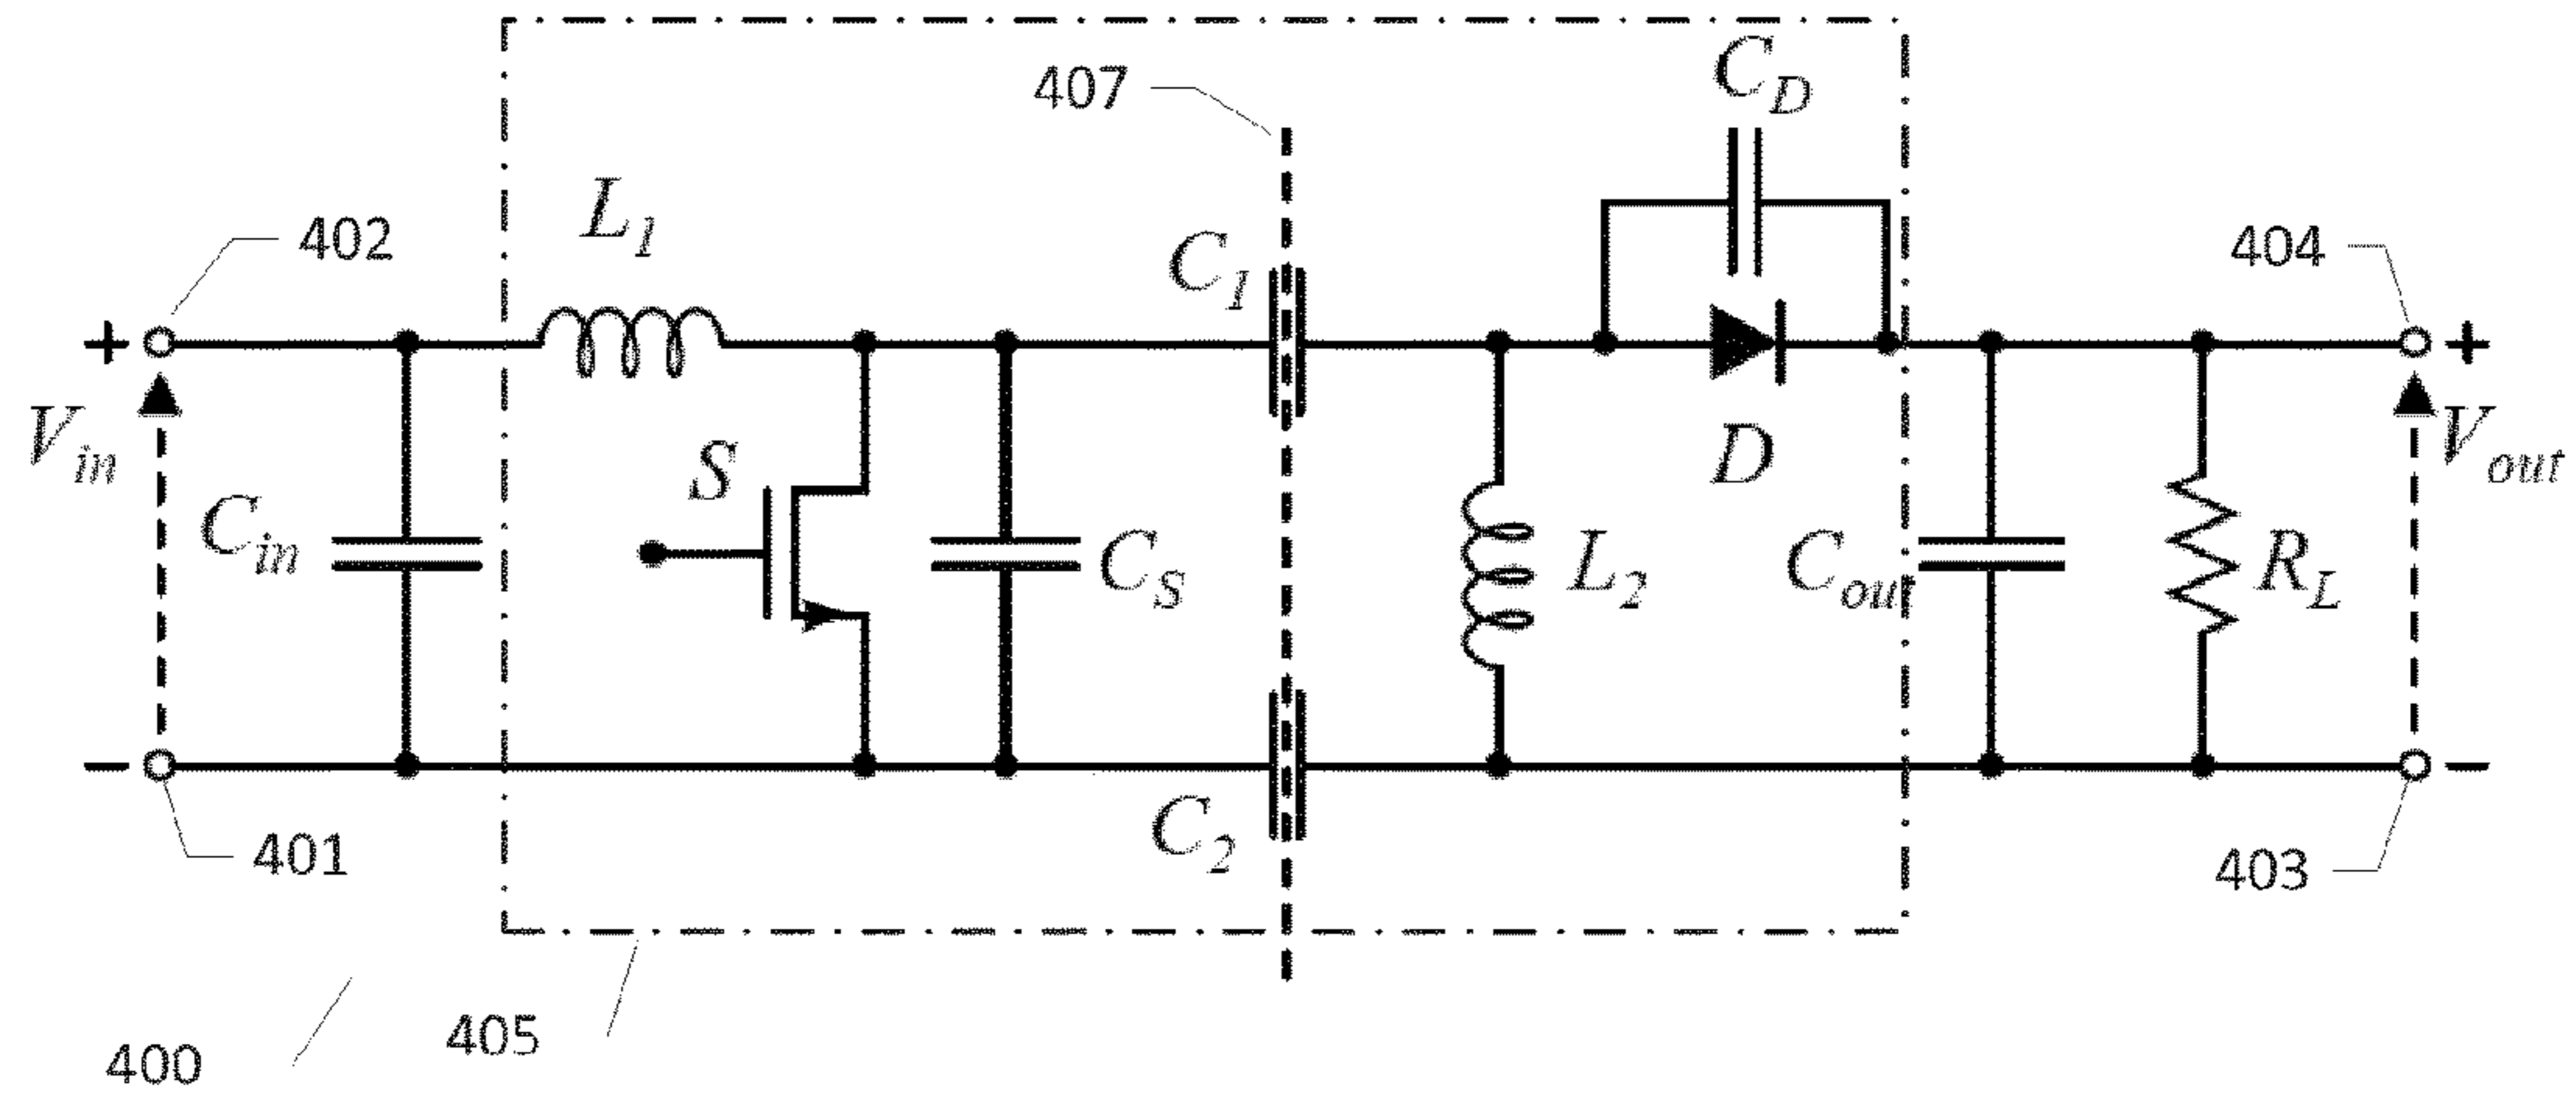 C_D
407
L_1
402
C_1
404
+
+
V_in
S
D
V_out
C_in
C_S
L_2
C_out
R_L
−
−
C_2
401
403
405
400